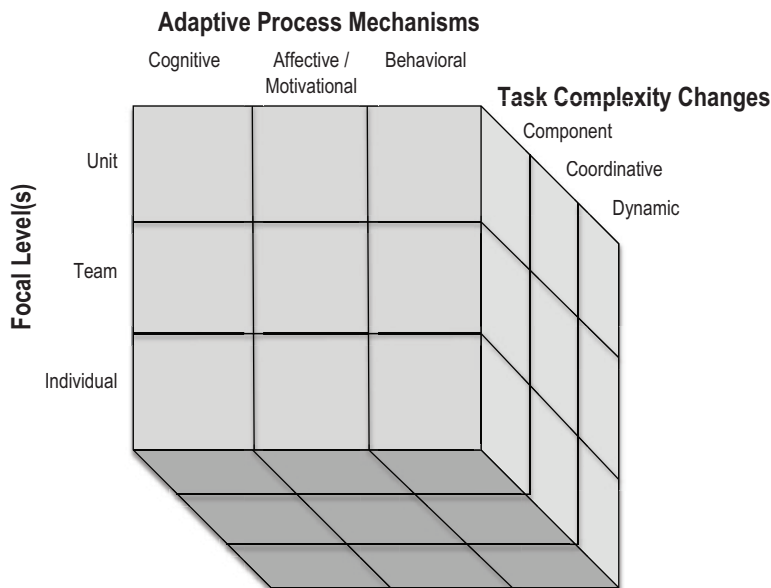 Adaptive Process Mechanisms
Cognitive
Affective /
Motivational
Behavioral
Task Complexity Changes
Component
Coordinative
Dynamic
Focal Level(s)
Unit
Team
Individual